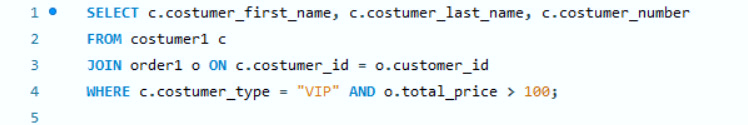 1 SELECT c.costumer_first_name, c.costumer_last_name, c.costumer_number
2 FROM costumer1 c
3 JOIN order1 o ON c.costumer_id = o.customer_id
4 WHERE c.costumer_type = "VIP" AND o.total_price > 100;
5